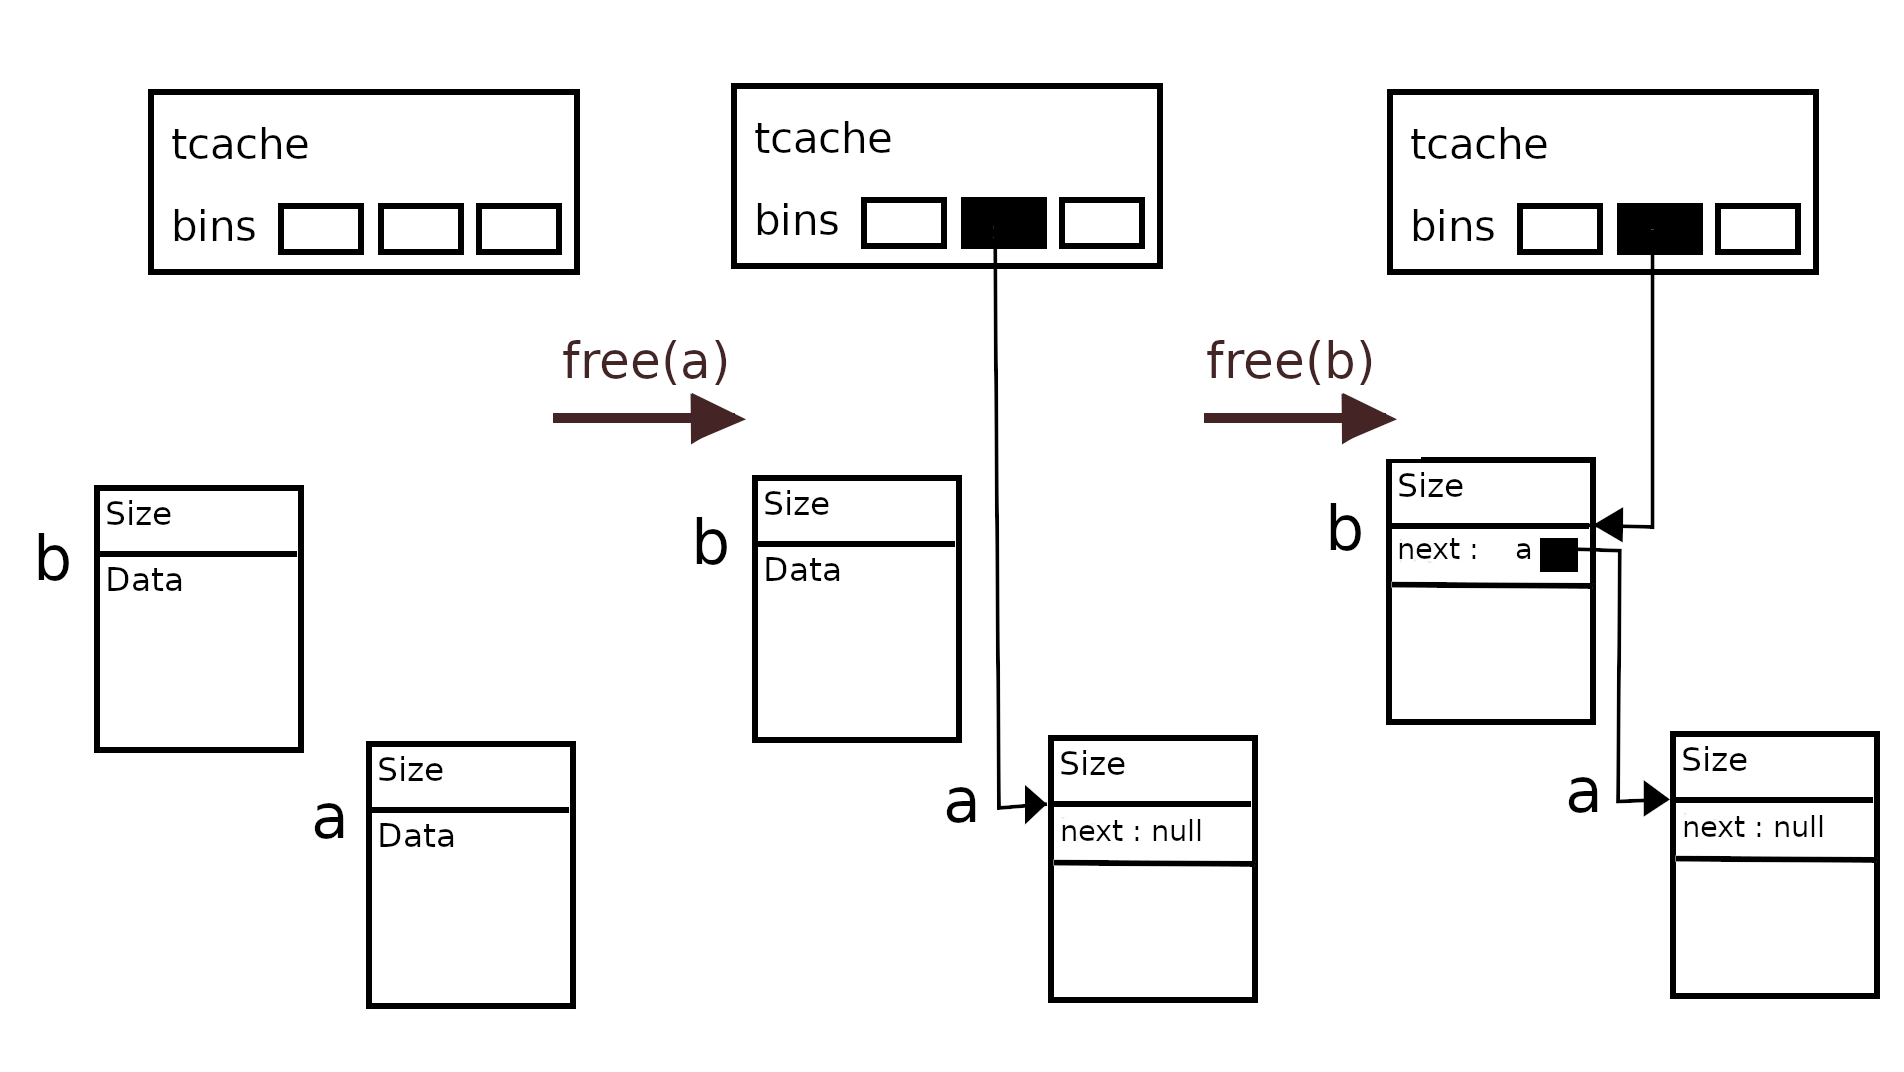 tcache
bins
b
Size
Data
a
Size
Data
free(a)
tcache
bins
b
Size
Data
a
Size
next : null
free(b)
tcache
bins
b
Size
next : a
a
Size
next : null